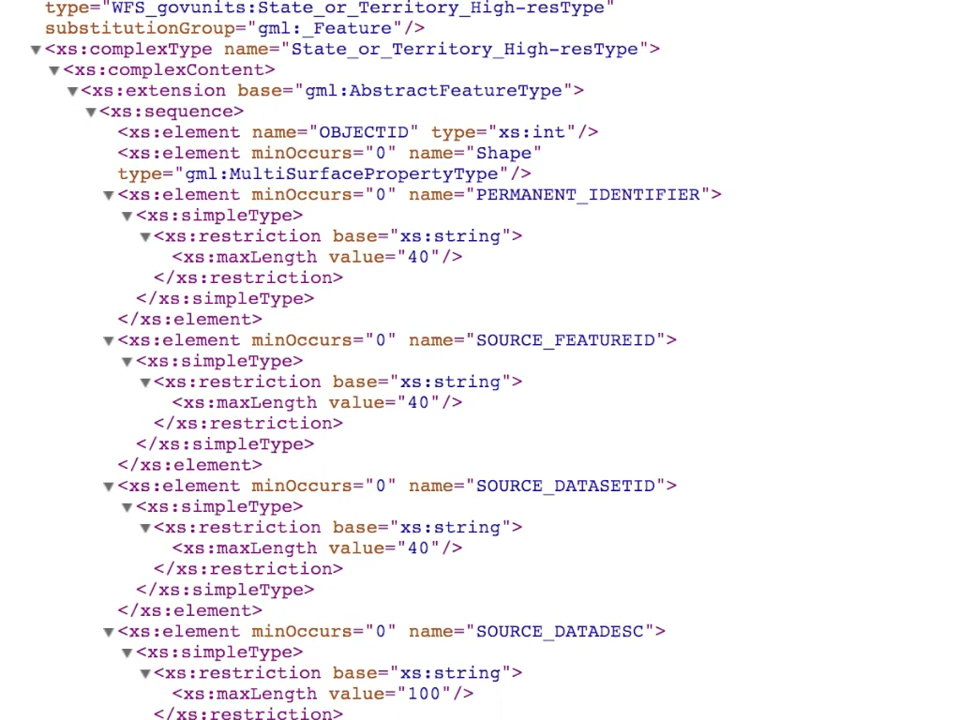 type="WFS_govunits:State_or_Territory_High-resType"
substitutionGroup="gml:_Feature"/>
<xs:complexType name="State_or_Territory_High-resType">
<xs:complexContent>
<xs:extension base="gml:AbstractFeatureType">
<xs:sequence>
<xs:element name="OBJECTID" type="xs:int"/>
<xs:element minOccurs="0" name="Shape"
type="gml:MultiSurfacePropertyType"/>
<xs:element minOccurs="0" name="PERMANENT_IDENTIFIER">
<xs:simpleType>
<xs:restriction base="xs:string">
<xs:maxLength value="40"/>
</xs:restriction>
</xs:simpleType>
</xs:element>
<xs:element minOccurs="0" name="SOURCE_FEATUREID">
<xs:simpleType>
<xs:restriction base="xs:string">
<xs:maxLength value="40"/>
</xs:restriction>
</xs:simpleType>
</xs:element>
<xs:element minOccurs="0" name="SOURCE_DATASETID">
<xs:simpleType>
<xs:restriction base="xs:string">
<xs:maxLength value="40"/>
</xs:restriction>
</xs:simpleType>
</xs:element>
<xs:element minOccurs="0" name="SOURCE_DATADESC">
<xs:simpleType>
<xs:restriction base="xs:string">
<xs:maxLength value="100"/>
</xs:restriction>